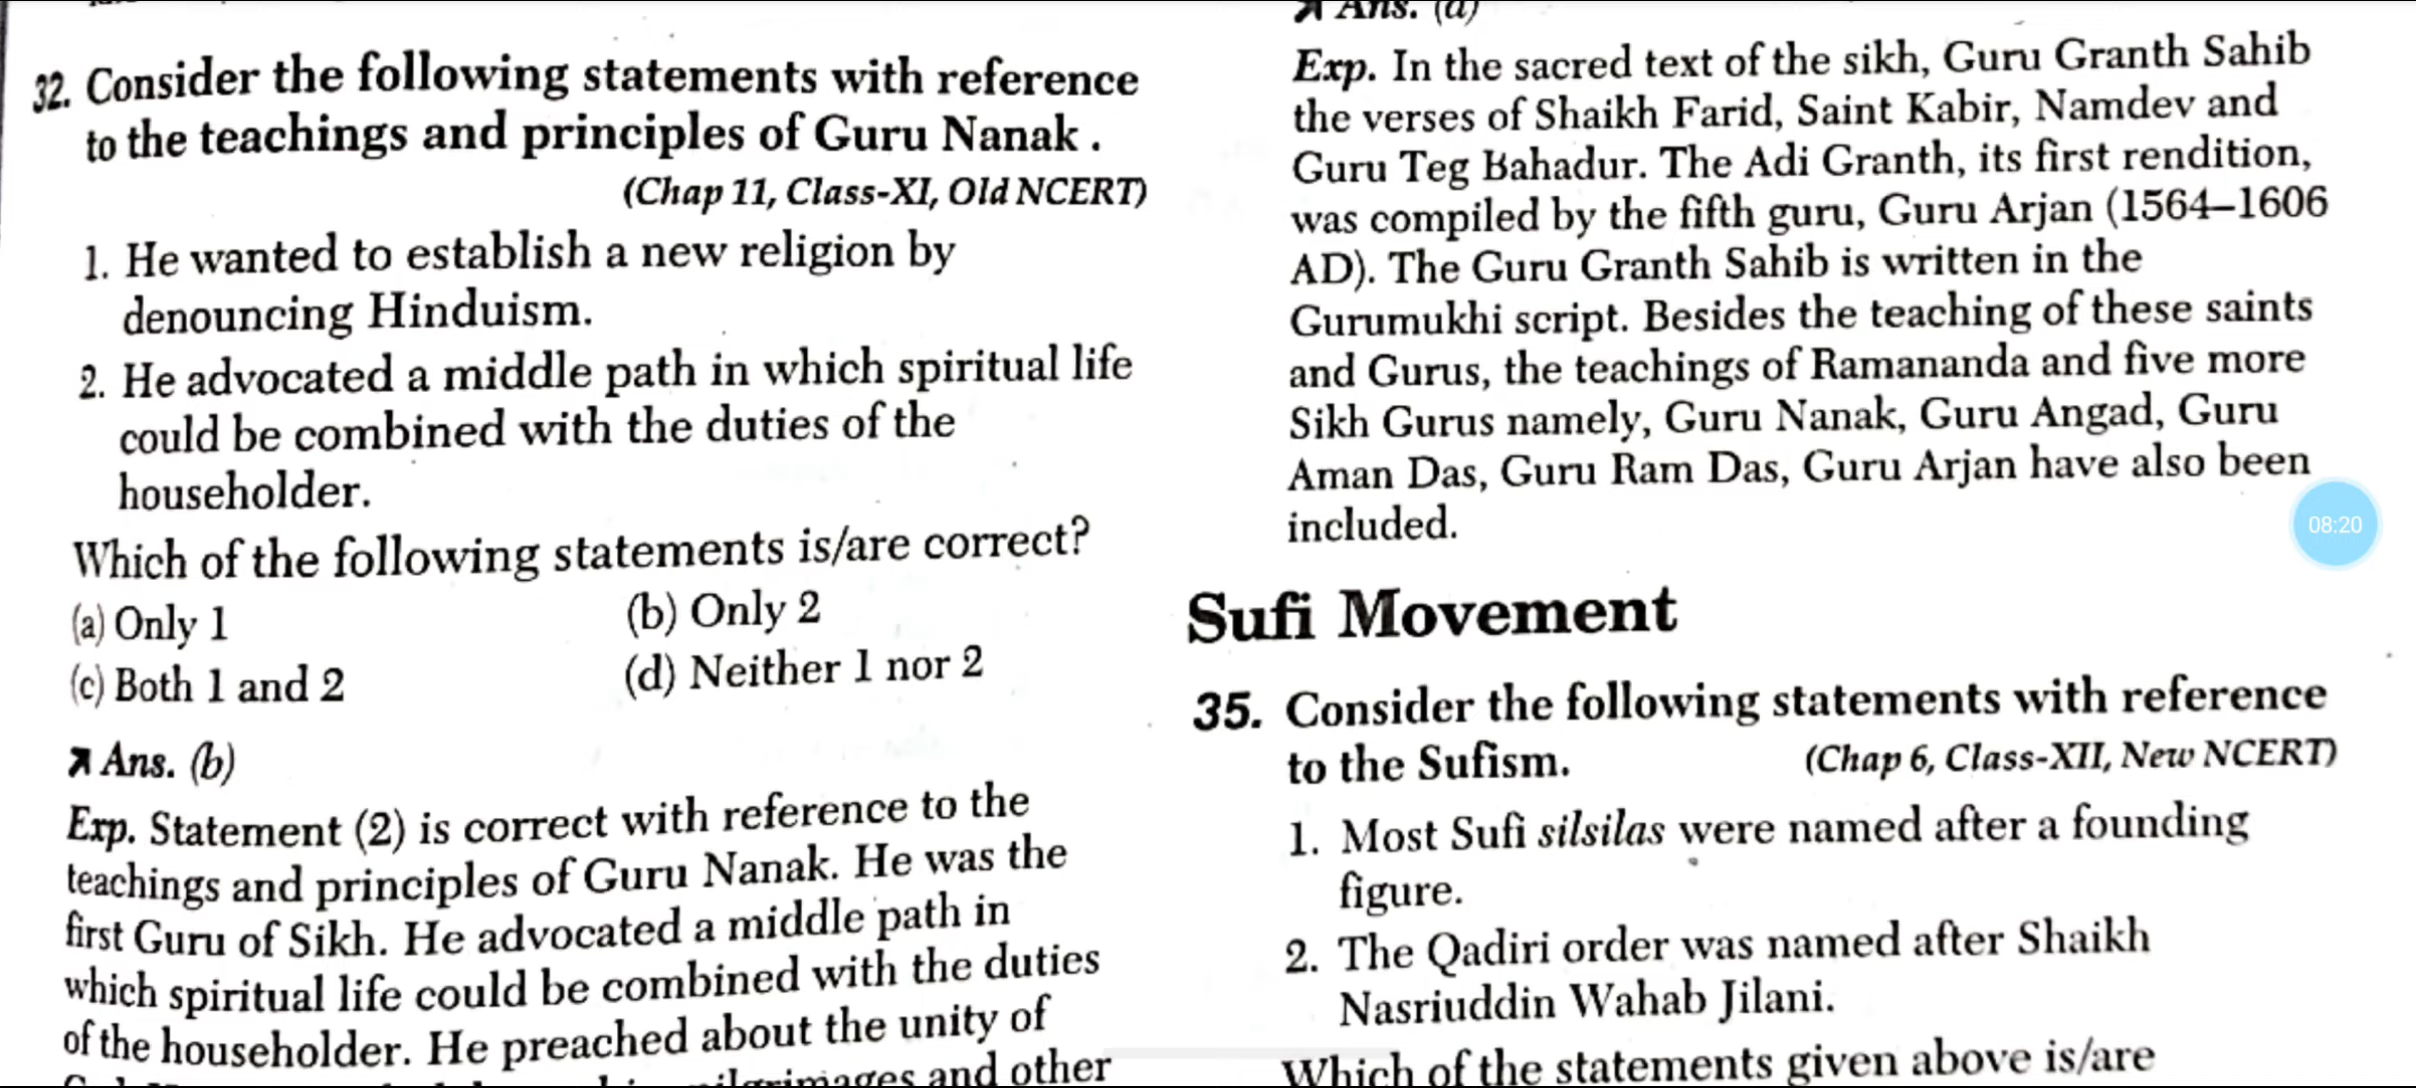 32. Consider the following statements with reference
to the teachings and principles of Guru Nanak .
(Chap 11, Class-XI, Old NCERT)
1. He wanted to establish a new religion by
denouncing Hinduism.
2. He advocated a middle path in which spiritual life
could be combined with the duties of the
householder.
Which of the following statements is/are correct?
(a) Only 1
(b) Only 2
(c) Both 1 and 2
(d) Neither 1 nor 2
Ans. (b)
Exp. Statement (2) is correct with reference to the
teachings and principles of Guru Nanak. He was the
first Guru of Sikh. He advocated a middle path in
which spiritual life could be combined with the duties
of the householder. He preached about the unity of
pilgrimages and other
Ans. (a)
Exp. In the sacred text of the sikh, Guru Granth Sahib
the verses of Shaikh Farid, Saint Kabir, Namdev and
Guru Teg Bahadur. The Adi Granth, its first rendition,
was compiled by the fifth guru, Guru Arjan (1564–1606
AD). The Guru Granth Sahib is written in the
Gurumukhi script. Besides the teaching of these saints
and Gurus, the teachings of Ramananda and five more
Sikh Gurus namely, Guru Nanak, Guru Angad, Guru
Aman Das, Guru Ram Das, Guru Arjan have also been
included.
08:20
Sufi Movement
35. Consider the following statements with reference
to the Sufism. (Chap 6, Class-XII, New NCERT)
1. Most Sufi silsilas were named after a founding
figure.
2. The Qadiri order was named after Shaikh
Nasriuddin Wahab Jilani.
Which of the statements given above is/are